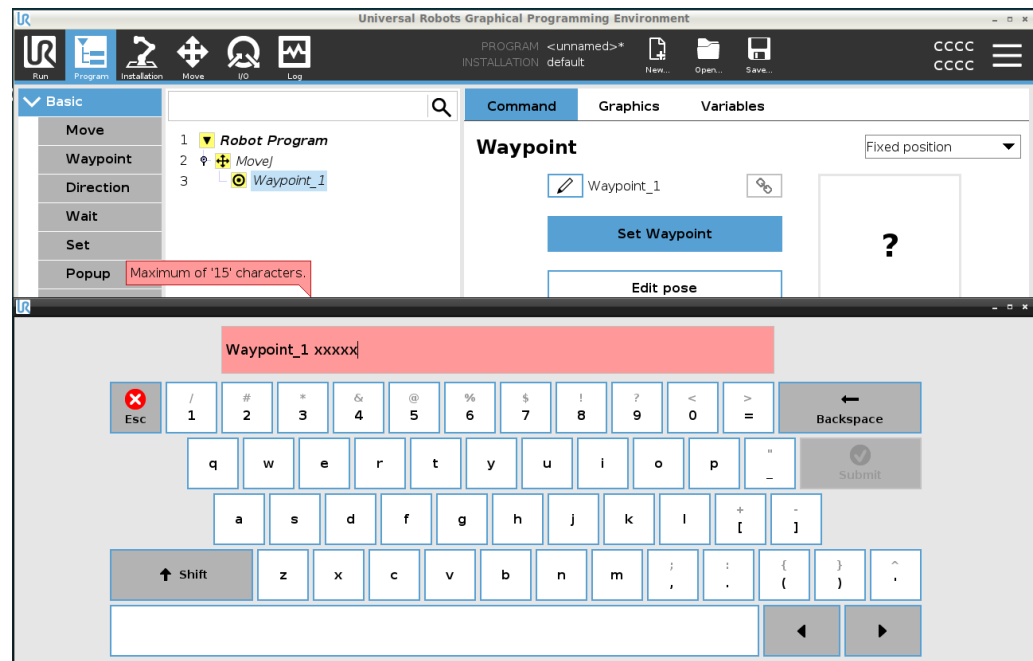 UR Universal Robots Graphical Programming Environment
UR Run Program Installation Move I/O Log
PROGRAM <unnamed>*
INSTALLATION default
New... Open... Save...
CCCC
CCCC
Basic
Command Graphics Variables
Move
Waypoint
Direction
Wait
Set
Popup
1 Robot Program
2 MoveJ
3 Waypoint_1
Waypoint
Fixed position
Waypoint_1
Set Waypoint
?
Edit pose
Maximum of '15' characters.
UR
Waypoint_1 xxxxx
Esc / 1 # 2 * 3 & 4 @ 5 % 6 $ 7 ! 8 ? 9 < 0 > = Backspace
q w e r t y u i o p " _ Submit
a s d f g h j k l + [ - ]
Shift z x c v b n m ; , : . { ( } ) ^ '